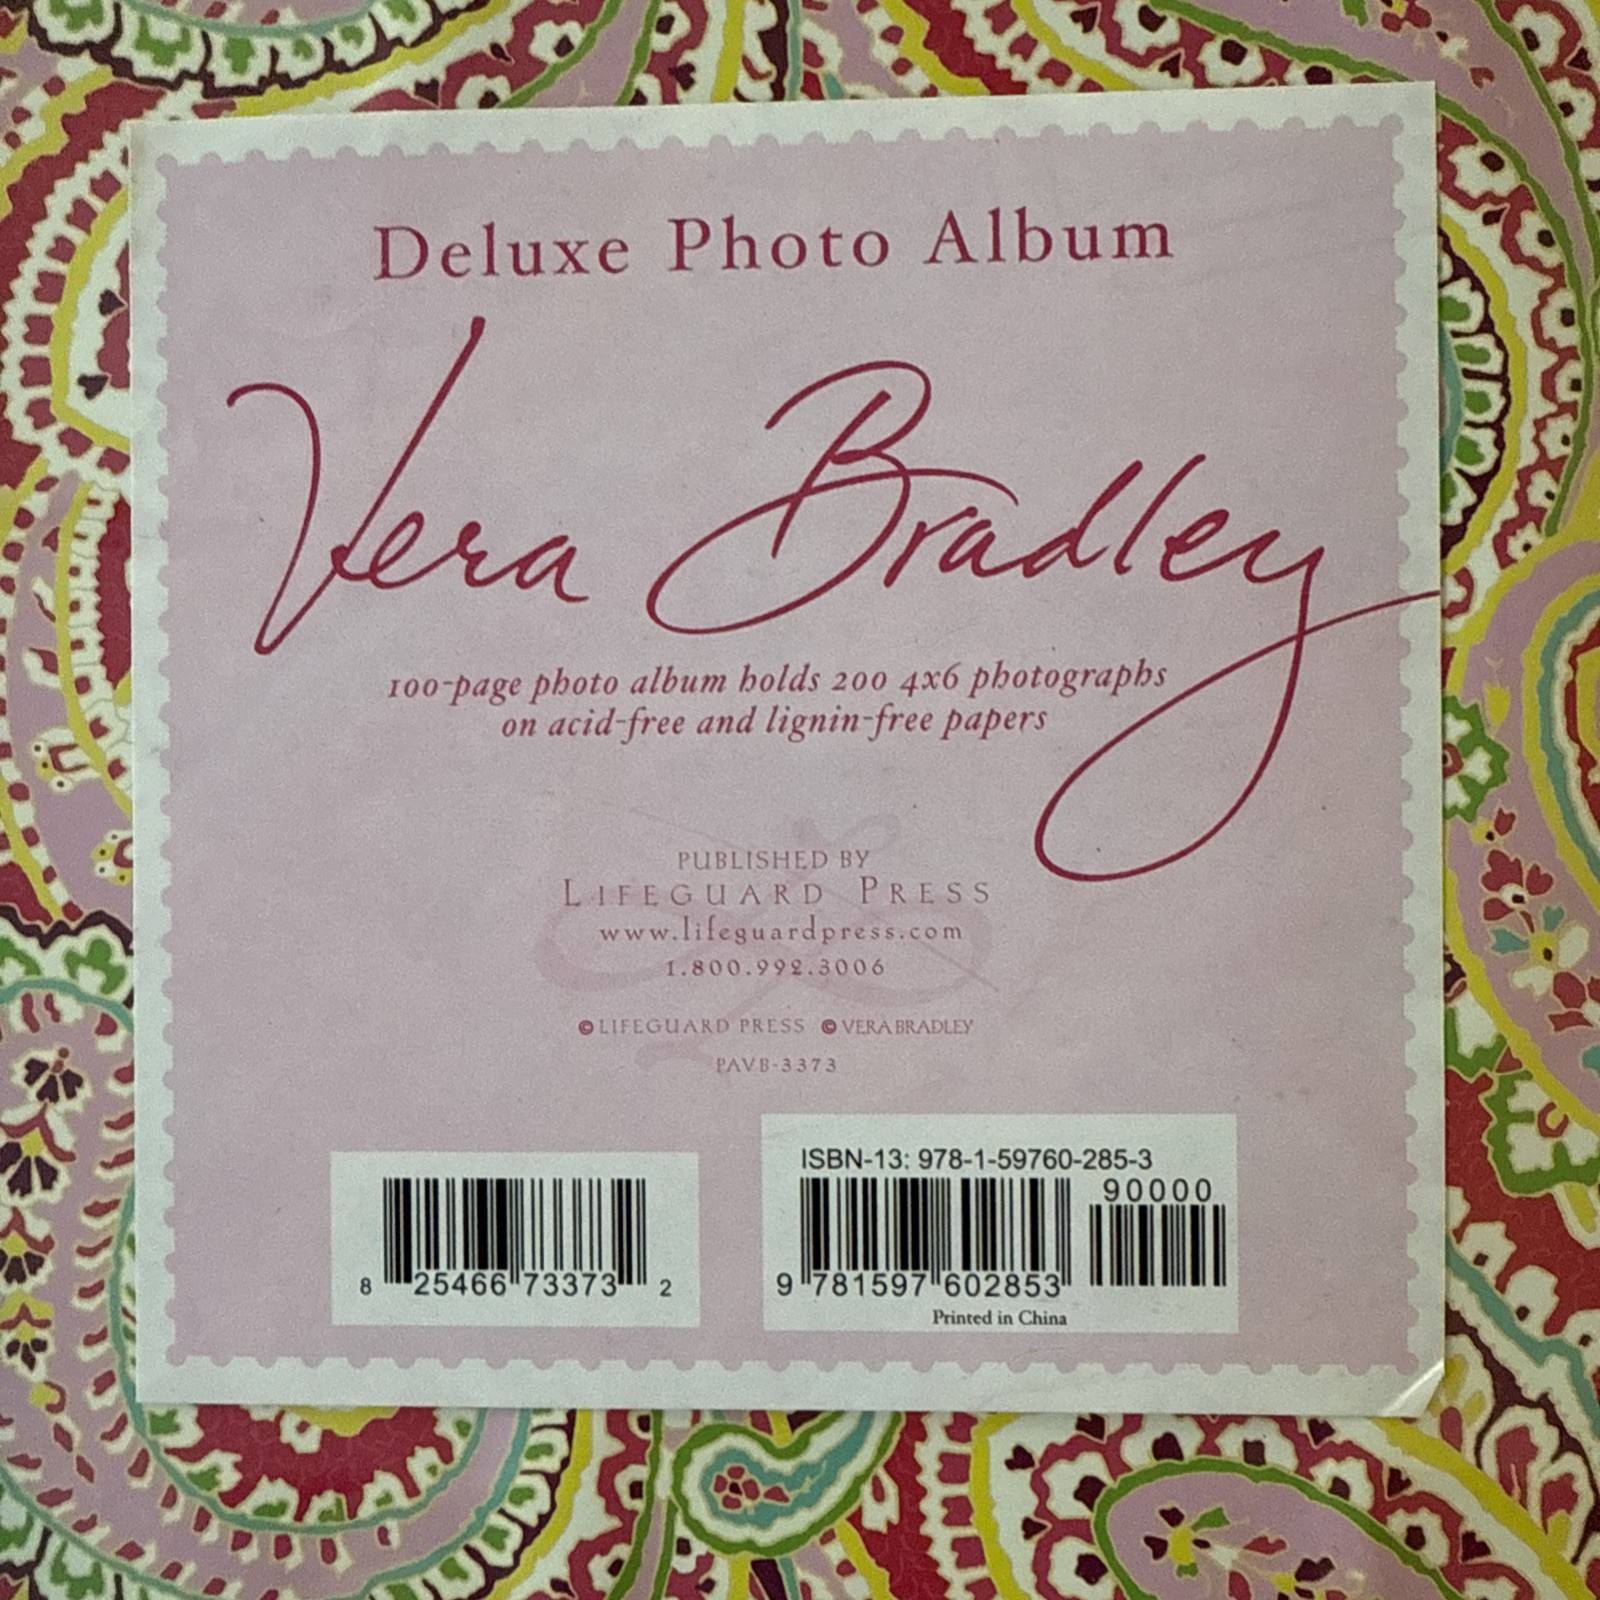 Deluxe Photo Album
Vera Bradley
100-page photo album holds 200 4x6 photographs
on acid-free and lignin-free papers
PUBLISHED BY
LIFEGUARD PRESS
www.lifeguardpress.com
1.800.992.3006
©LIFEGUARD PRESS ©VERA BRADLEY
PAVB-3373
8 25466 73373 2
ISBN-13: 978-1-59760-285-3
90000
9 781597 602853
Printed in China